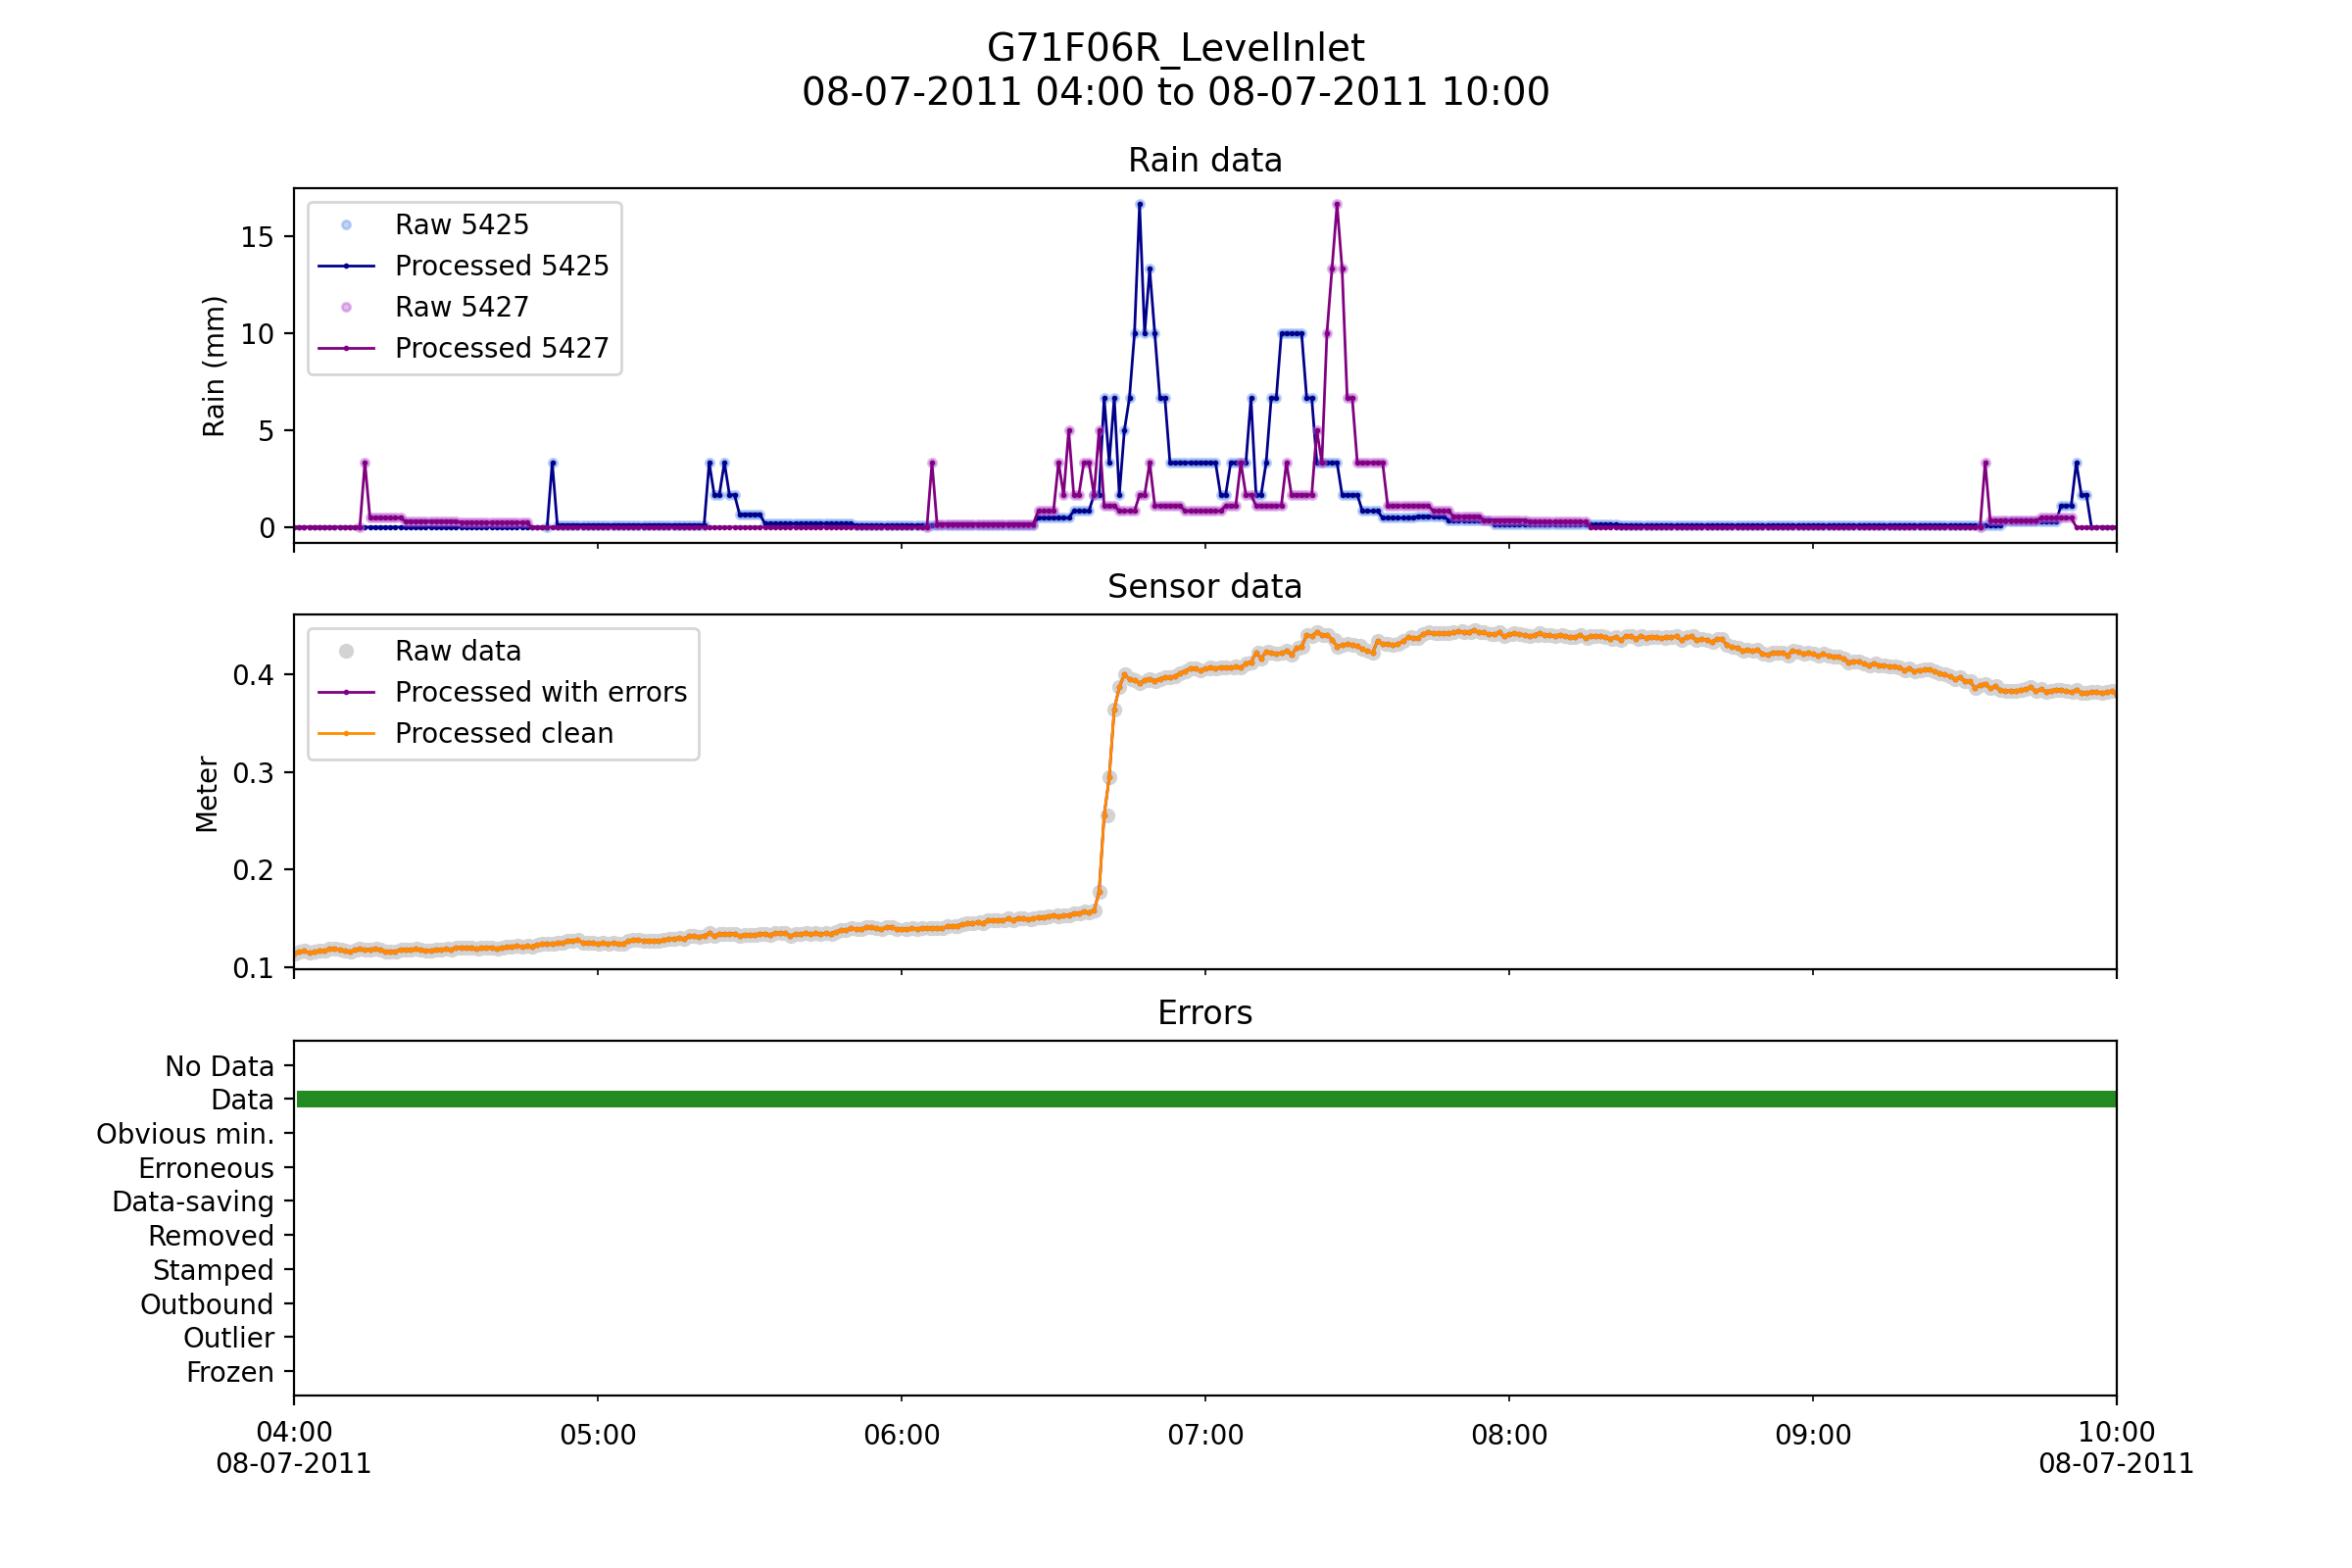 G71F06R_LevelInlet
08-07-2011 04:00 to 08-07-2011 10:00
Rain data
Rain (mm)
15
10
5
0
Raw 5425
Processed 5425
Raw 5427
Processed 5427
Sensor data
Meter
0.4
0.3
0.2
0.1
Raw data
Processed with errors
Processed clean
Errors
No Data
Data
Obvious min.
Erroneous
Data-saving
Removed
Stamped
Outbound
Outlier
Frozen
04:00 05:00 06:00 07:00 08:00 09:00 10:00
08-07-2011 08-07-2011